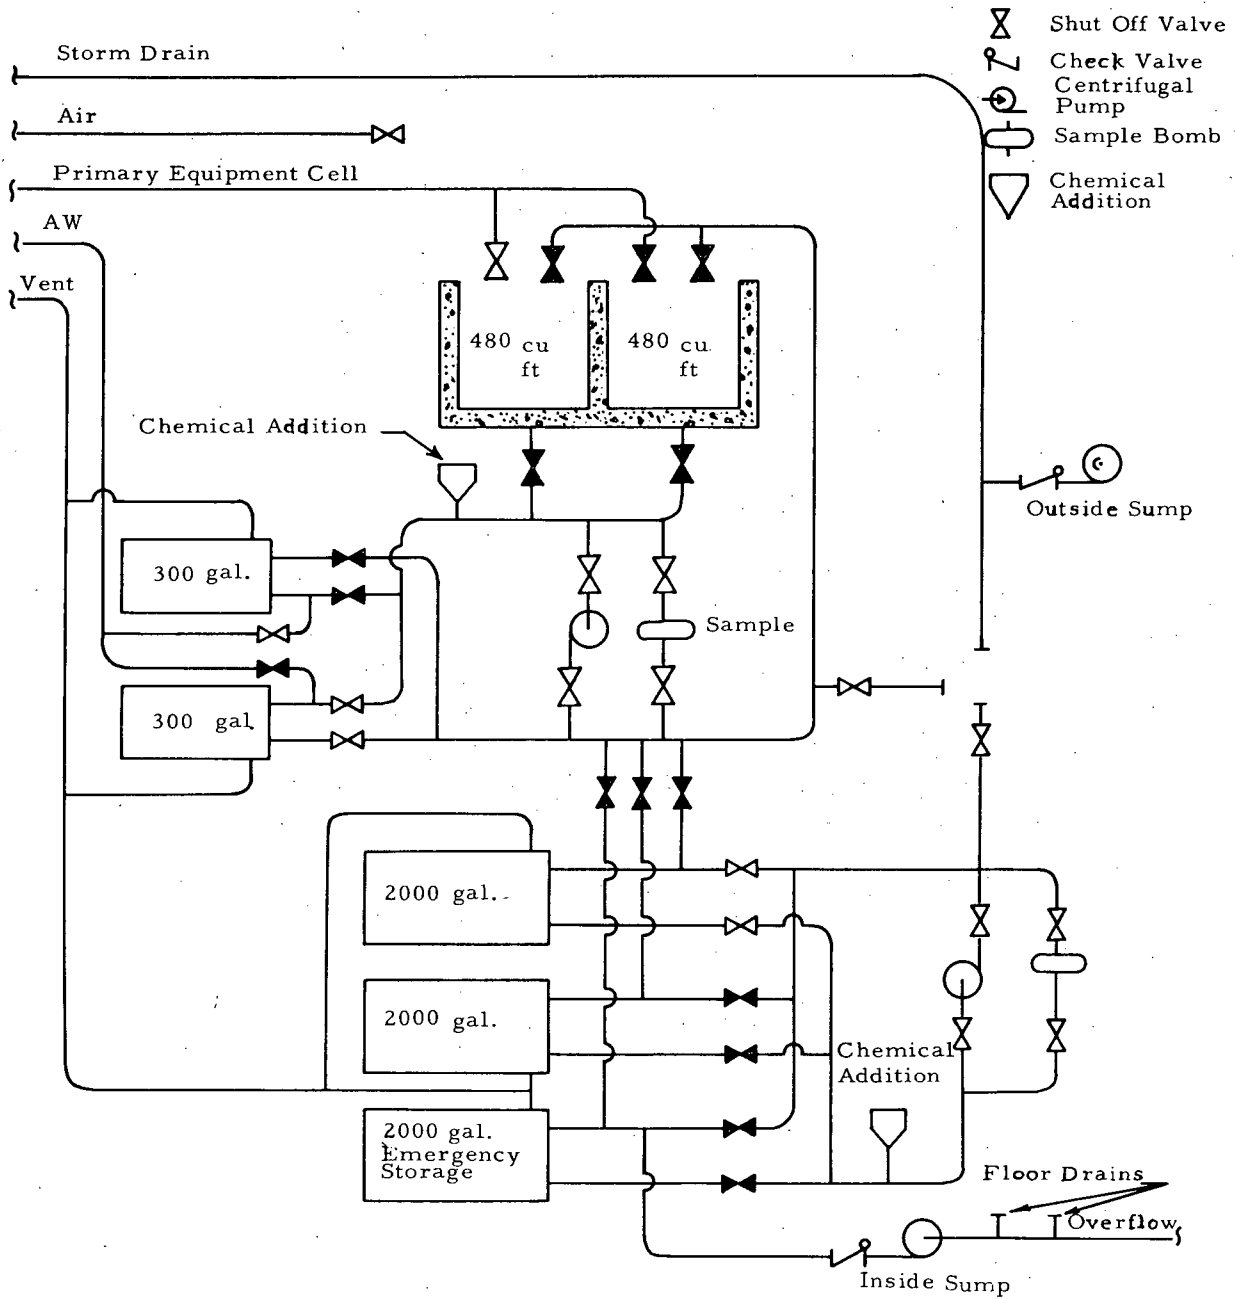 Shut Off Valve
Storm Drain
Check Valve
Centrifugal
Pump
Air
Sample Bomb
Primary Equipment Cell
Chemical
Addition
AW
Vent
480 cu
ft
480 cu.
ft
Chemical Addition
Outside Sump
300 gal.
Sample
300 gal.
2000 gal.
2000 gal.
Chemical
Addition
2000 gal.
Emergency
Storage
Floor Drains
Overflow
Inside Sump